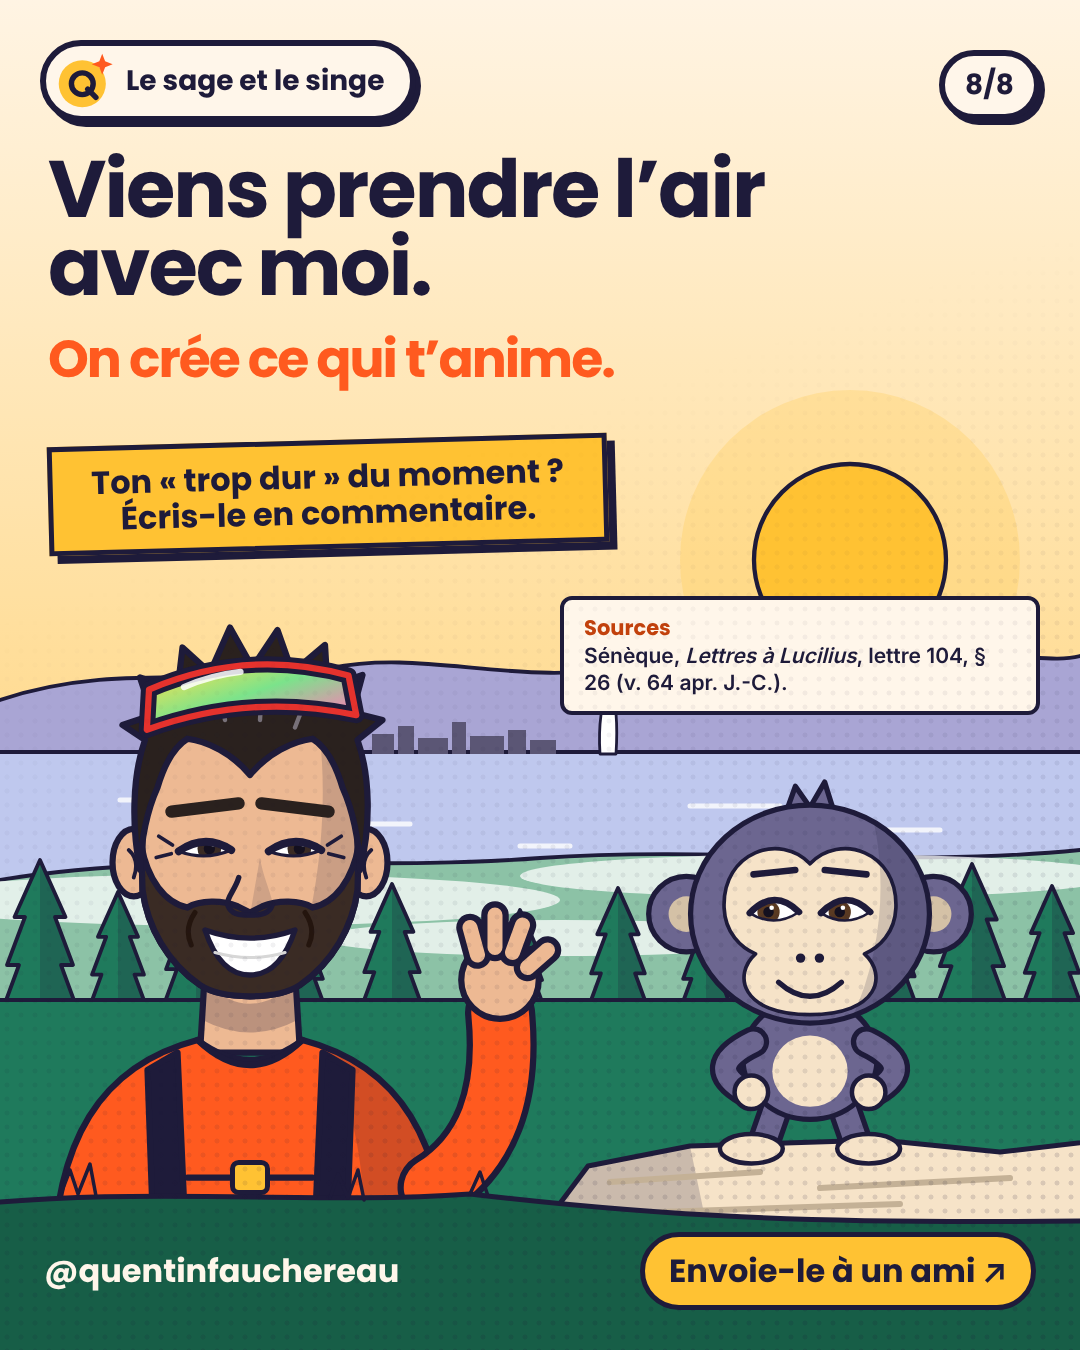 Q
Le sage et le singe
8/8
Viens prendre l’air
avec moi.
On crée ce qui t’anime.
Ton « trop dur » du moment ?
Écris-le en commentaire.
Sources
Sénèque, Lettres à Lucilius, lettre 104, §
26 (v. 64 apr. J.-C.).
@quentinfauchereau
Envoie-le à un ami ↗